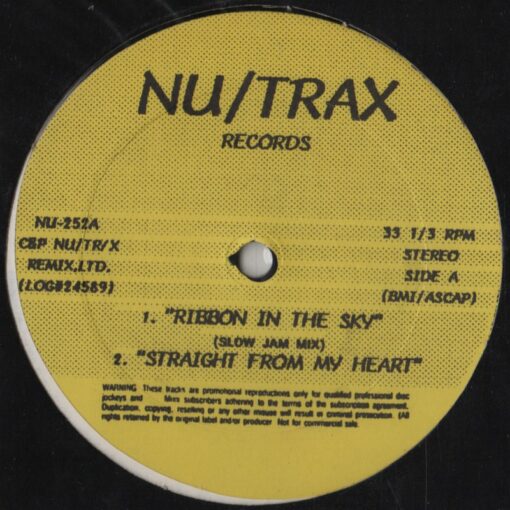 NU/TRAX
RECORDS
NU-252A
C&P NU/TR/X
REMIX,LTD.
(LOG#24589)
33 1/3 RPM
STEREO
SIDE A
(BMI/ASCAP)
1. "RIBBON IN THE SKY"
(SLOW JAM MIX)
2. "STRAIGHT FROM MY HEART"
WARNING These tracks are promotional reproductions only for qualified professional disc
jockeys and subscribers adhering to the terms of the subscription agreement,
Duplication, copying, reselling or any other misuse will result in criminal prosecution. (All
rights retained by the original label and/or producer Not for commercial sale.